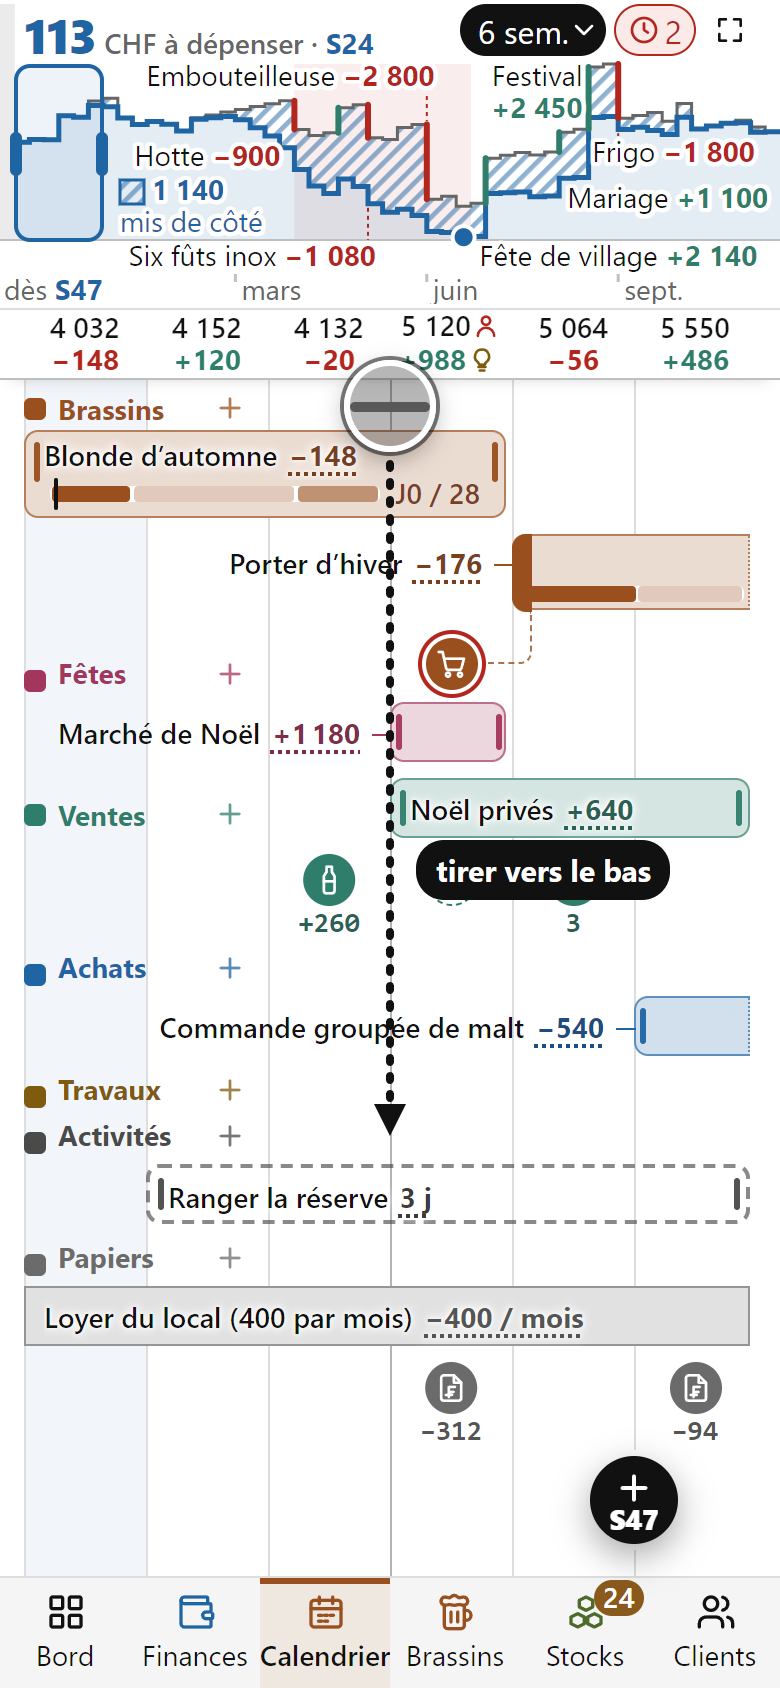 113 CHF à dépenser · S24
6 sem.
2
Embouteilleuse −2 800
Festival
+2 450
Hotte −900
Frigo −1 800
1 140
mis de côté
Mariage +1 100
Six fûts inox −1 080
Fête de village +2 140
dès S47
mars
juin
sept.
4 032
4 152
4 132
5 120
5 064
5 550
−148
+120
−20
+988
−56
+486
Brassins +
Blonde d’automne −148
J0 / 28
Porter d’hiver −176
Fêtes +
Marché de Noël +1 180
Ventes +
Noël privés +640
tirer vers le bas
+260
3
Achats +
Commande groupée de malt −540
Travaux +
Activités +
Ranger la réserve 3 j
Papiers +
Loyer du local (400 par mois) −400 / mois
−312
−94
+
S47
24
Bord
Finances
Calendrier
Brassins
Stocks
Clients